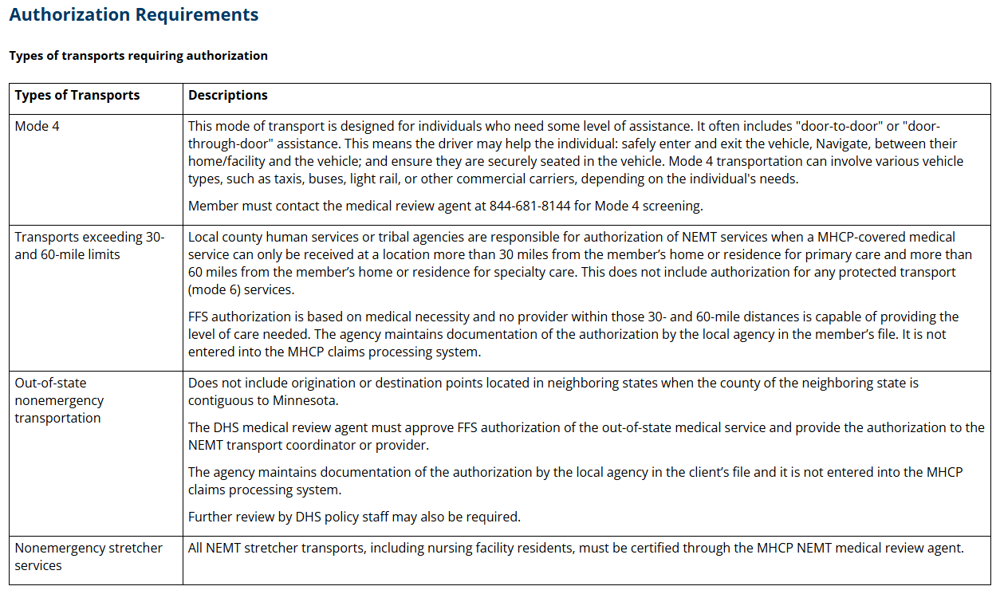 Authorization Requirements
Types of transports requiring authorization
Types of Transports
Descriptions
Mode 4
This mode of transport is designed for individuals who need some level of assistance. It often includes "door-to-door" or "door-
through-door" assistance. This means the driver may help the individual: safely enter and exit the vehicle, Navigate, between their
home/facility and the vehicle; and ensure they are securely seated in the vehicle. Mode 4 transportation can involve various vehicle
types, such as taxis, buses, light rail, or other commercial carriers, depending on the individual's needs.
Member must contact the medical review agent at 844-681-8144 for Mode 4 screening.
Transports exceeding 30-
and 60-mile limits
Local county human services or tribal agencies are responsible for authorization of NEMT services when a MHCP-covered medical
service can only be received at a location more than 30 miles from the member’s home or residence for primary care and more than
60 miles from the member’s home or residence for specialty care. This does not include authorization for any protected transport
(mode 6) services.
FFS authorization is based on medical necessity and no provider within those 30- and 60-mile distances is capable of providing the
level of care needed. The agency maintains documentation of the authorization by the local agency in the member’s file. It is not
entered into the MHCP claims processing system.
Out-of-state
nonemergency
transportation
Does not include origination or destination points located in neighboring states when the county of the neighboring state is
contiguous to Minnesota.
The DHS medical review agent must approve FFS authorization of the out-of-state medical service and provide the authorization to the
NEMT transport coordinator or provider.
The agency maintains documentation of the authorization by the local agency in the client’s file and it is not entered into the MHCP
claims processing system.
Further review by DHS policy staff may also be required.
Nonemergency stretcher
services
All NEMT stretcher transports, including nursing facility residents, must be certified through the MHCP NEMT medical review agent.